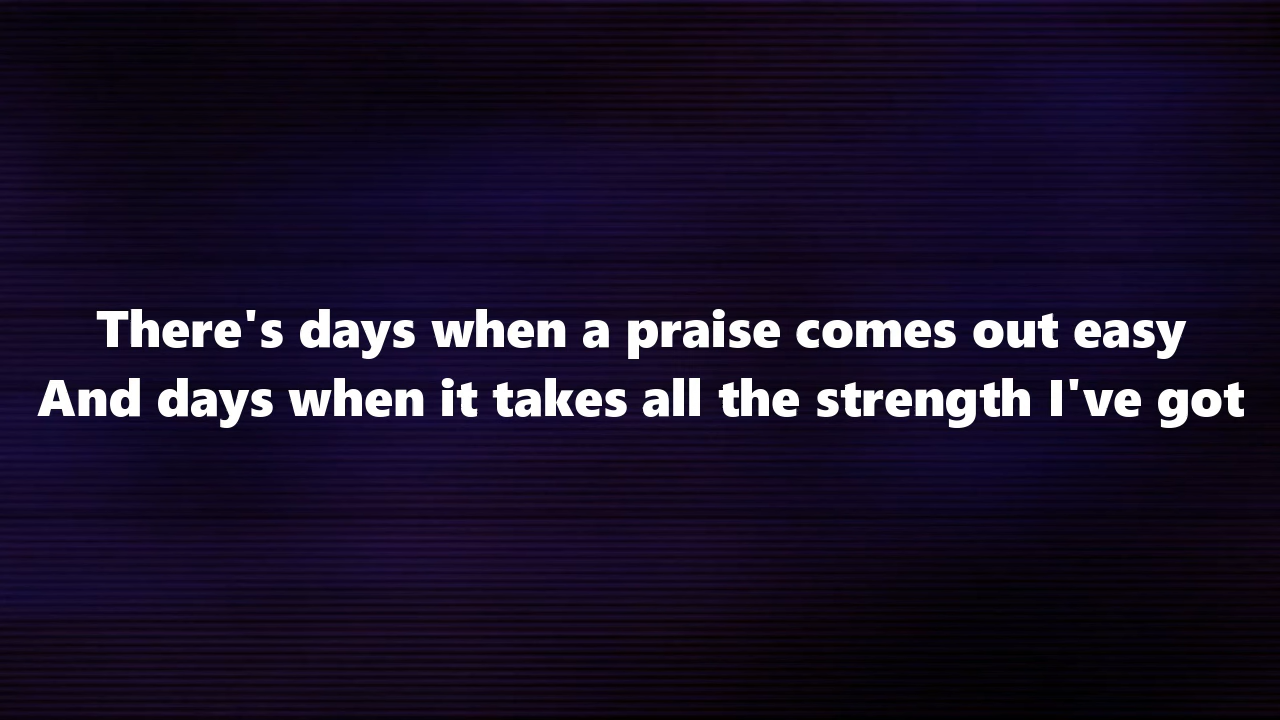 There's days when a praise comes out easy
And days when it takes all the strength I've got